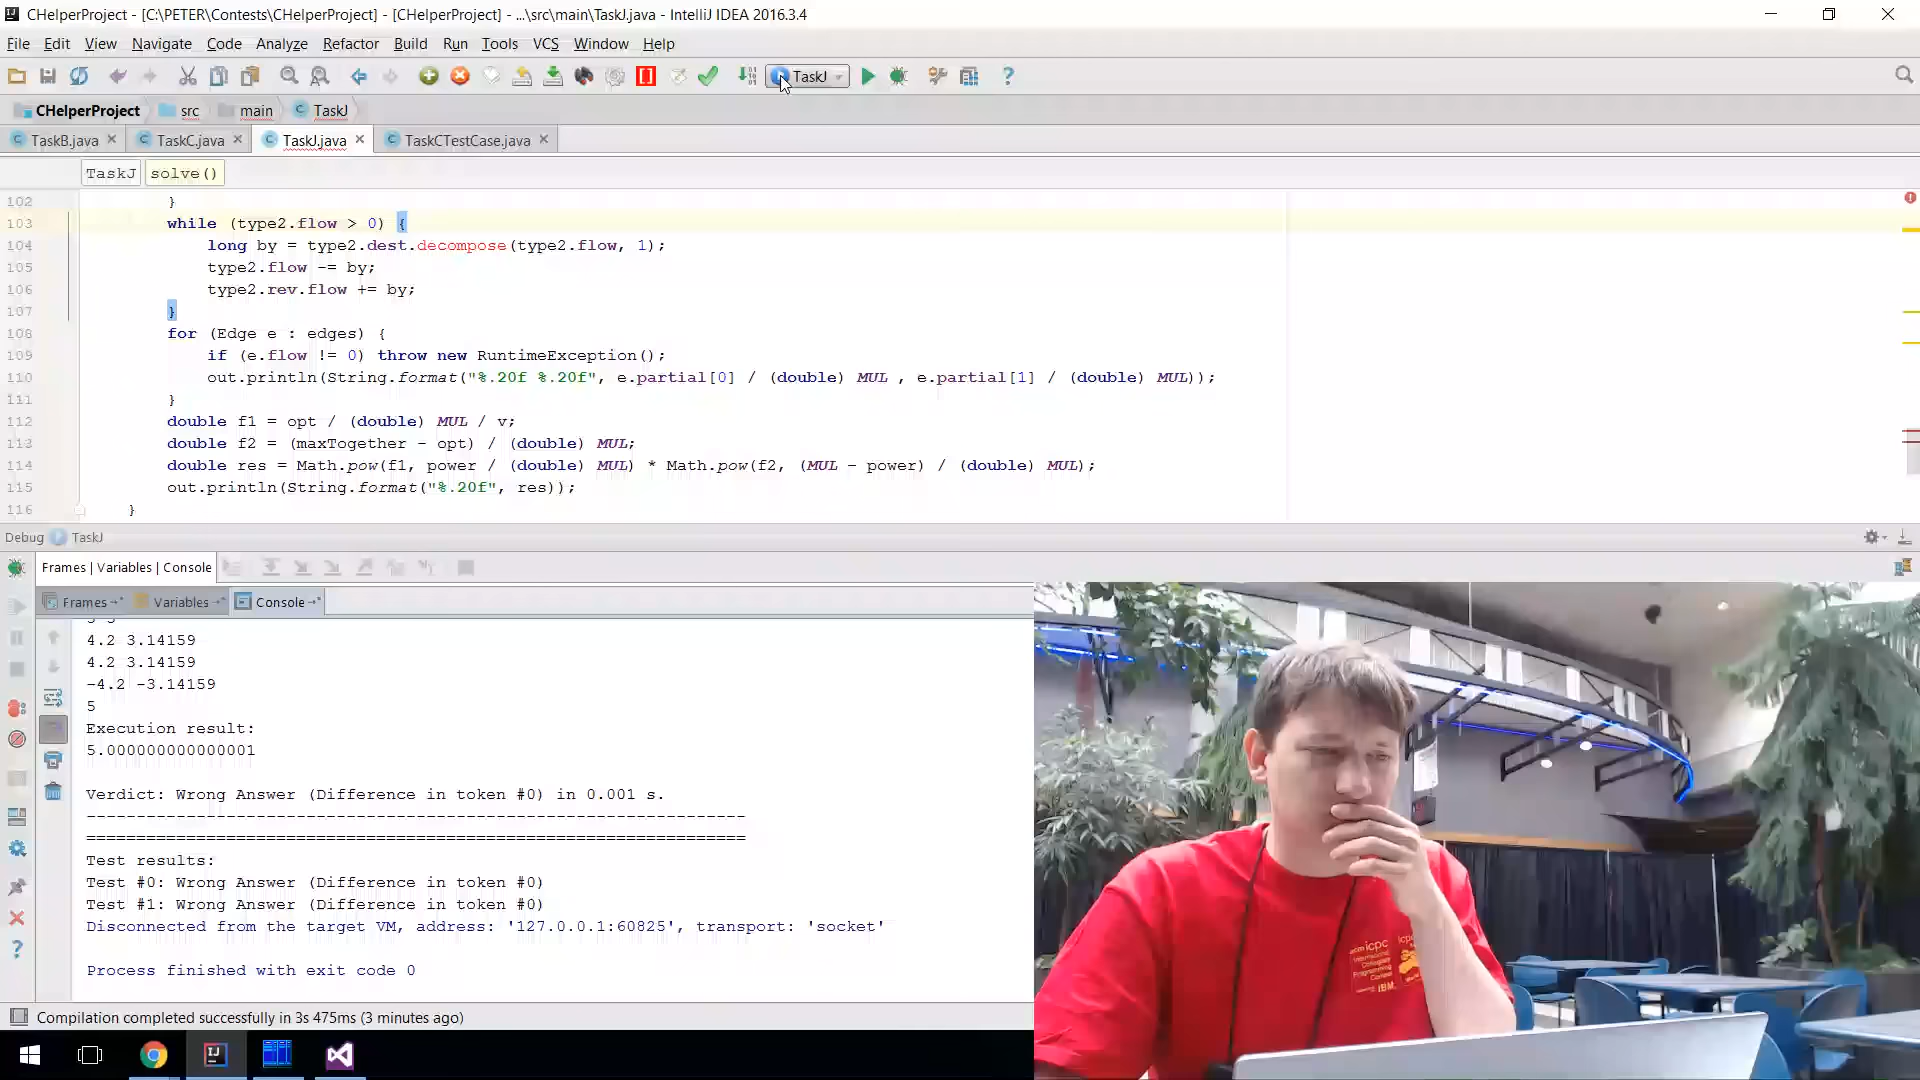 CHelperProject - [C:\PETER\Contests\CHelperProject] - [CHelperProject] - ...\src\main\TaskJ.java - IntelliJ IDEA 2016.3.4
File Edit View Navigate Code Analyze Refactor Build Run Tools VCS Window Help
TaskJ
CHelperProject src main TaskJ
TaskB.java TaskC.java TaskJ.java TaskCTestCase.java
TaskJ solve()
102 }
103 while (type2.flow > 0) {
104 long by = type2.dest.decompose(type2.flow, 1);
105 type2.flow -= by;
106 type2.rev.flow += by;
107 }
108 for (Edge e : edges) {
109 if (e.flow != 0) throw new RuntimeException();
110 out.println(String.format("%.20f %.20f", e.partial[0] / (double) MUL , e.partial[1] / (double) MUL));
111 }
112 double f1 = opt / (double) MUL / v;
113 double f2 = (maxTogether - opt) / (double) MUL;
114 double res = Math.pow(f1, power / (double) MUL) * Math.pow(f2, (MUL - power) / (double) MUL);
115 out.println(String.format("%.20f", res));
116 }
Debug TaskJ
Frames | Variables | Console
Frames Variables Console
4.2 3.14159
4.2 3.14159
-4.2 -3.14159
5
Execution result:
5.000000000000001
Verdict: Wrong Answer (Difference in token #0) in 0.001 s.
------------------------------------------------------------------
==================================================================
Test results:
Test #0: Wrong Answer (Difference in token #0)
Test #1: Wrong Answer (Difference in token #0)
Disconnected from the target VM, address: '127.0.0.1:60825', transport: 'socket'
Process finished with exit code 0
icpc
International
Collegiate
Programming
Contest
IBM
Compilation completed successfully in 3s 475ms (3 minutes ago)